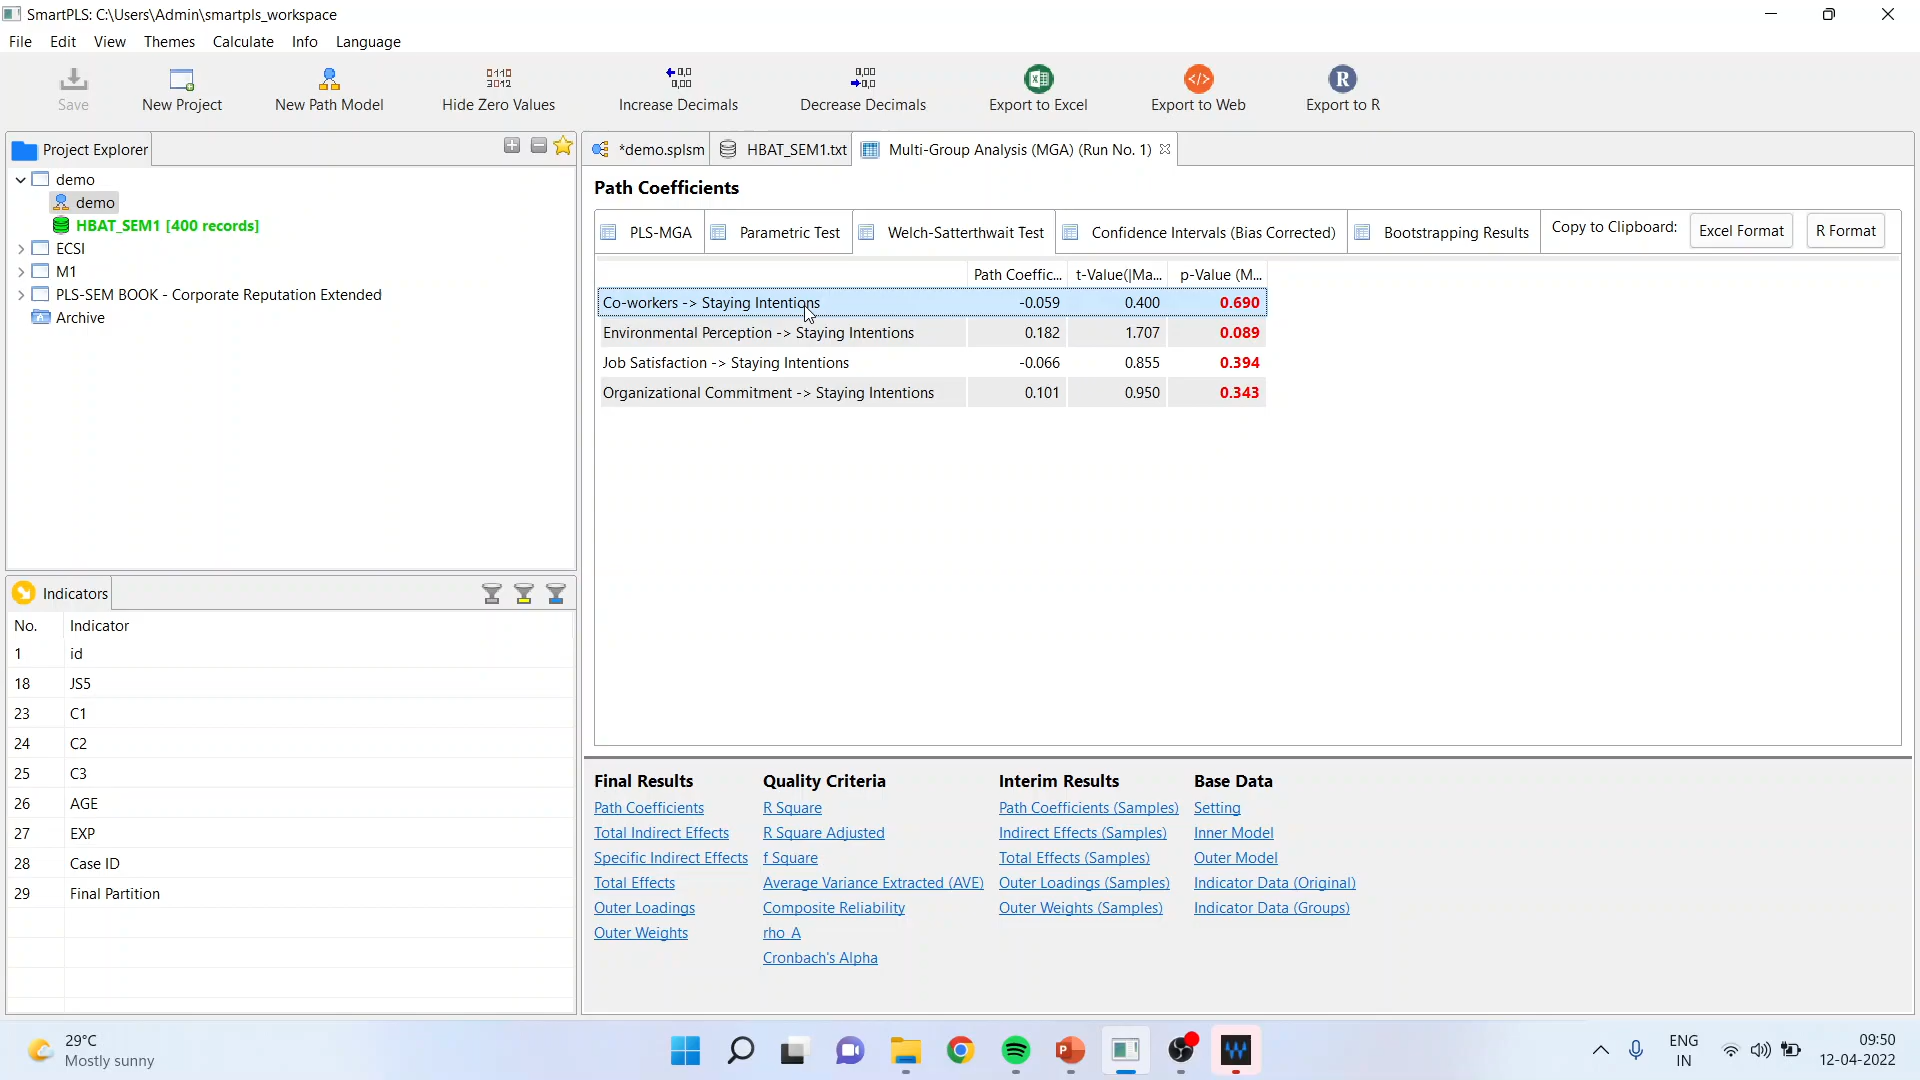 SmartPLS: C:\Users\Admin\smartpls_workspace
File Edit View Themes Calculate Info Language
Save New Project New Path Model Hide Zero Values Increase Decimals Decrease Decimals Export to Excel Export to Web Export to R
Project Explorer
demo
demo
HBAT_SEM1 [400 records]
ECSI
M1
PLS-SEM BOOK - Corporate Reputation Extended
Archive
Indicators
No. Indicator
1 id
18 JS5
23 C1
24 C2
25 C3
26 AGE
27 EXP
28 Case ID
29 Final Partition
*demo.splsm HBAT_SEM1.txt Multi-Group Analysis (MGA) (Run No. 1)
Path Coefficients
PLS-MGA Parametric Test Welch-Satterthwait Test Confidence Intervals (Bias Corrected) Bootstrapping Results Copy to Clipboard: Excel Format R Format
Path Coeffic... t-Value(|Ma... p-Value (M...
Co-workers -> Staying Intentions -0.059 0.400 0.690
Environmental Perception -> Staying Intentions 0.182 1.707 0.089
Job Satisfaction -> Staying Intentions -0.066 0.855 0.394
Organizational Commitment -> Staying Intentions 0.101 0.950 0.343
Final Results Quality Criteria Interim Results Base Data
Path Coefficients R Square Path Coefficients (Samples) Setting
Total Indirect Effects R Square Adjusted Indirect Effects (Samples) Inner Model
Specific Indirect Effects f Square Total Effects (Samples) Outer Model
Total Effects Average Variance Extracted (AVE) Outer Loadings (Samples) Indicator Data (Original)
Outer Loadings Composite Reliability Outer Weights (Samples) Indicator Data (Groups)
Outer Weights rho_A
Cronbach's Alpha
29°C
Mostly sunny
ENG
IN
09:50
12-04-2022